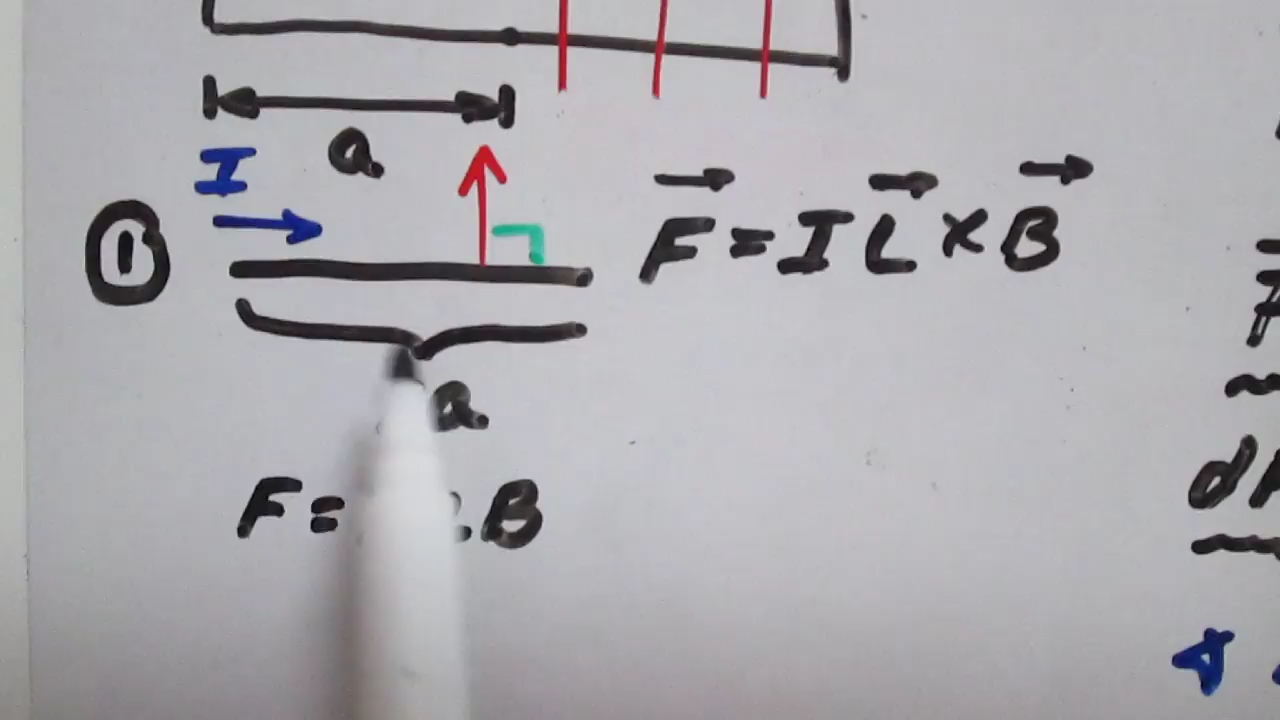 a
I
① F⃗ = I L⃗ × B⃗
a
F = B